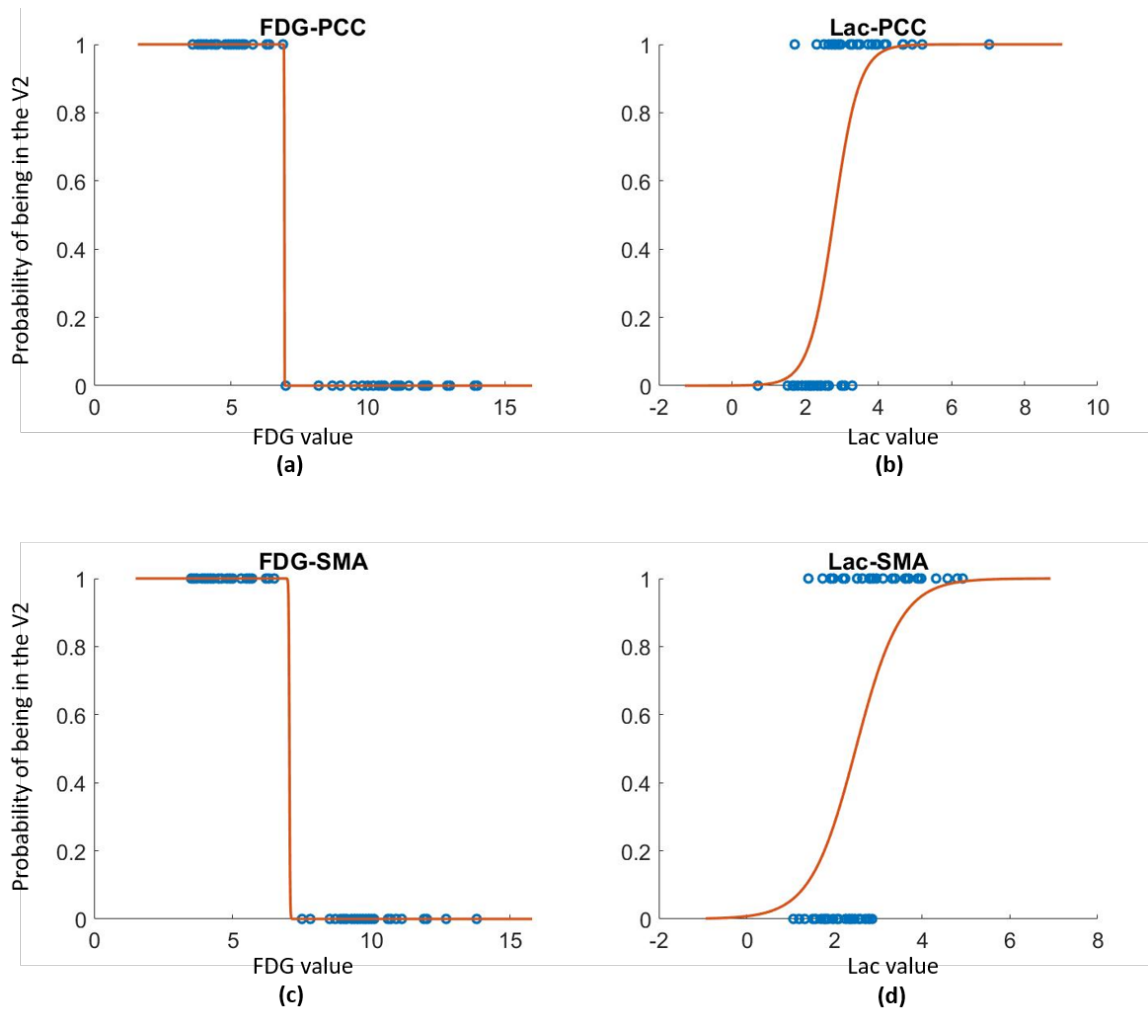 FDG-PCC
Probability of being in the V2
1
0.8
0.6
0.4
0.2
0
0 5 10 15
FDG value
(a)
Lac-PCC
1
0.8
0.6
0.4
0.2
0
-2 0 2 4 6 8 10
Lac value
(b)
FDG-SMA
Probability of being in the V2
1
0.8
0.6
0.4
0.2
0
0 5 10 15
FDG value
(c)
Lac-SMA
1
0.8
0.6
0.4
0.2
0
-2 0 2 4 6 8
Lac value
(d)